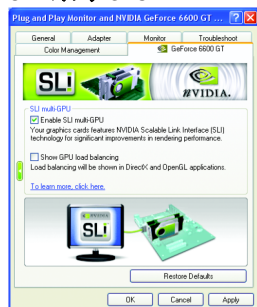 Plug and Play Monitor and NVIDIA GeForce 6600 GT ...
General Adapter Monitor Troubleshoot
Color Management GeForce 6600 GT
SLI
NVIDIA.
SLI multi-GPU
Enable SLI multi-GPU
Your graphics cards features NVIDIA Scalable Link Interface (SLI)
technology for significant improvements in rendering performance.
Show GPU load balancing
Load balancing will be shown in DirectX and OpenGL applications.
To learn more, click here.
NVIDIA
SLI
Restore Defaults
OK Cancel Apply